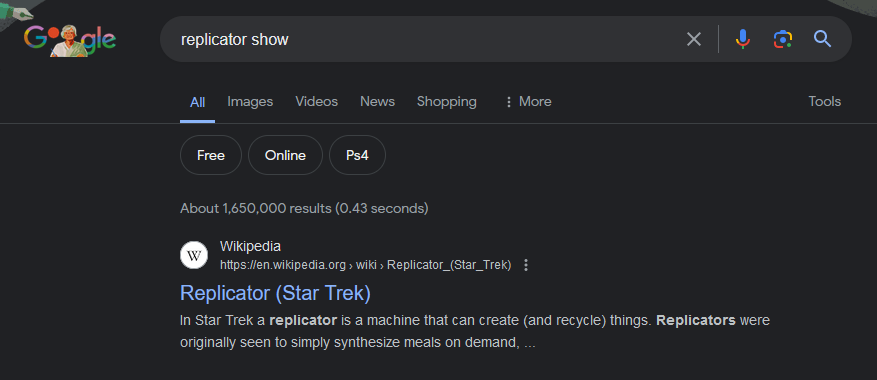 Google
replicator show
All Images Videos News Shopping More Tools
Free Online Ps4
About 1,650,000 results (0.43 seconds)
W Wikipedia
https://en.wikipedia.org › wiki › Replicator_(Star_Trek)
Replicator (Star Trek)
In Star Trek a replicator is a machine that can create (and recycle) things. Replicators were
originally seen to simply synthesize meals on demand, ...